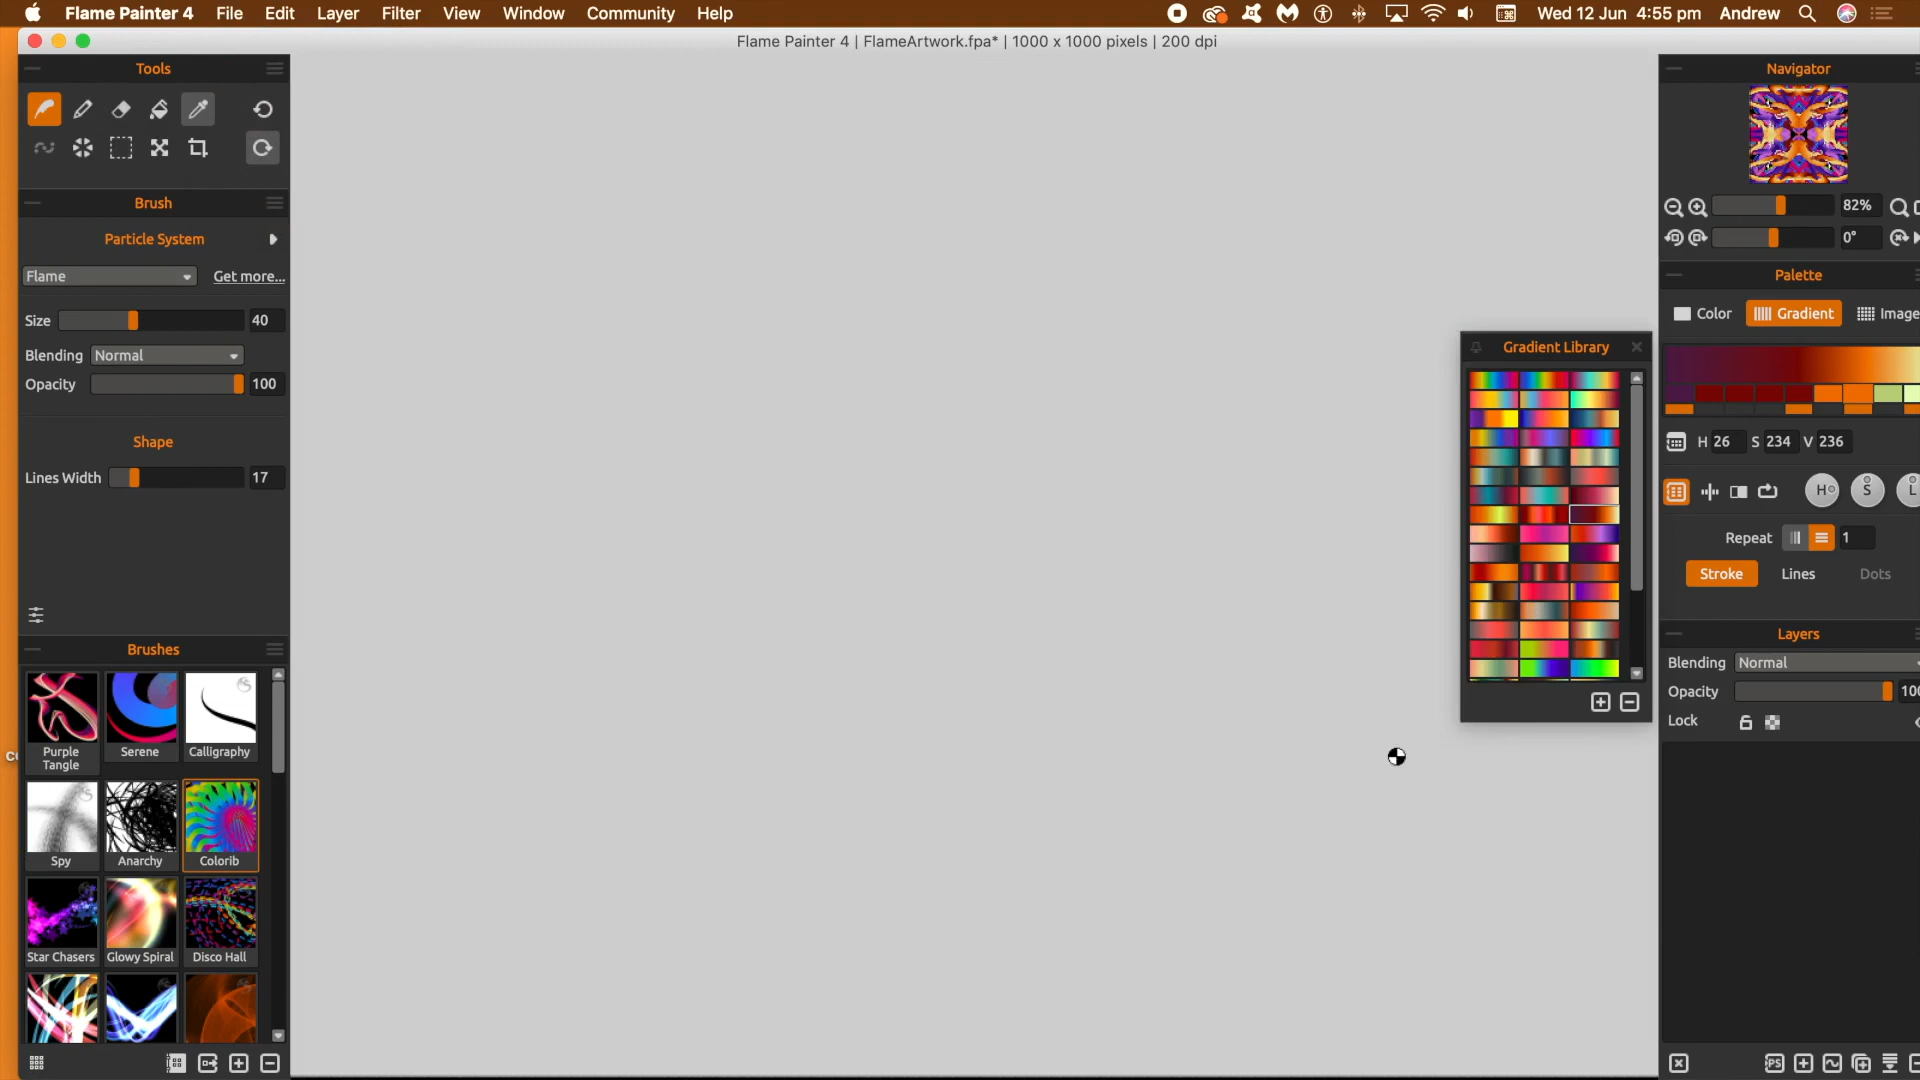 Flame Painter 4 File Edit Layer Filter View Window Community Help Wed 12 Jun 4:55 pm Andrew
Flame Painter 4 | FlameArtwork.fpa* | 1000 x 1000 pixels | 200 dpi
Tools
Brush
Particle System
Flame Get more...
Size 40
Blending Normal
Opacity 100
Shape
Lines Width 17
Brushes
Purple Tangle
Serene
Calligraphy
Spy
Anarchy
Colorib
Star Chasers
Glowy Spiral
Disco Hall
Gradient Library
Navigator
82%
0°
Palette
Color Gradient Image
H 26 S 234 V 236
H S L
Repeat 1
Stroke Lines Dots
Layers
Blending Normal
Opacity 100
Lock
PS